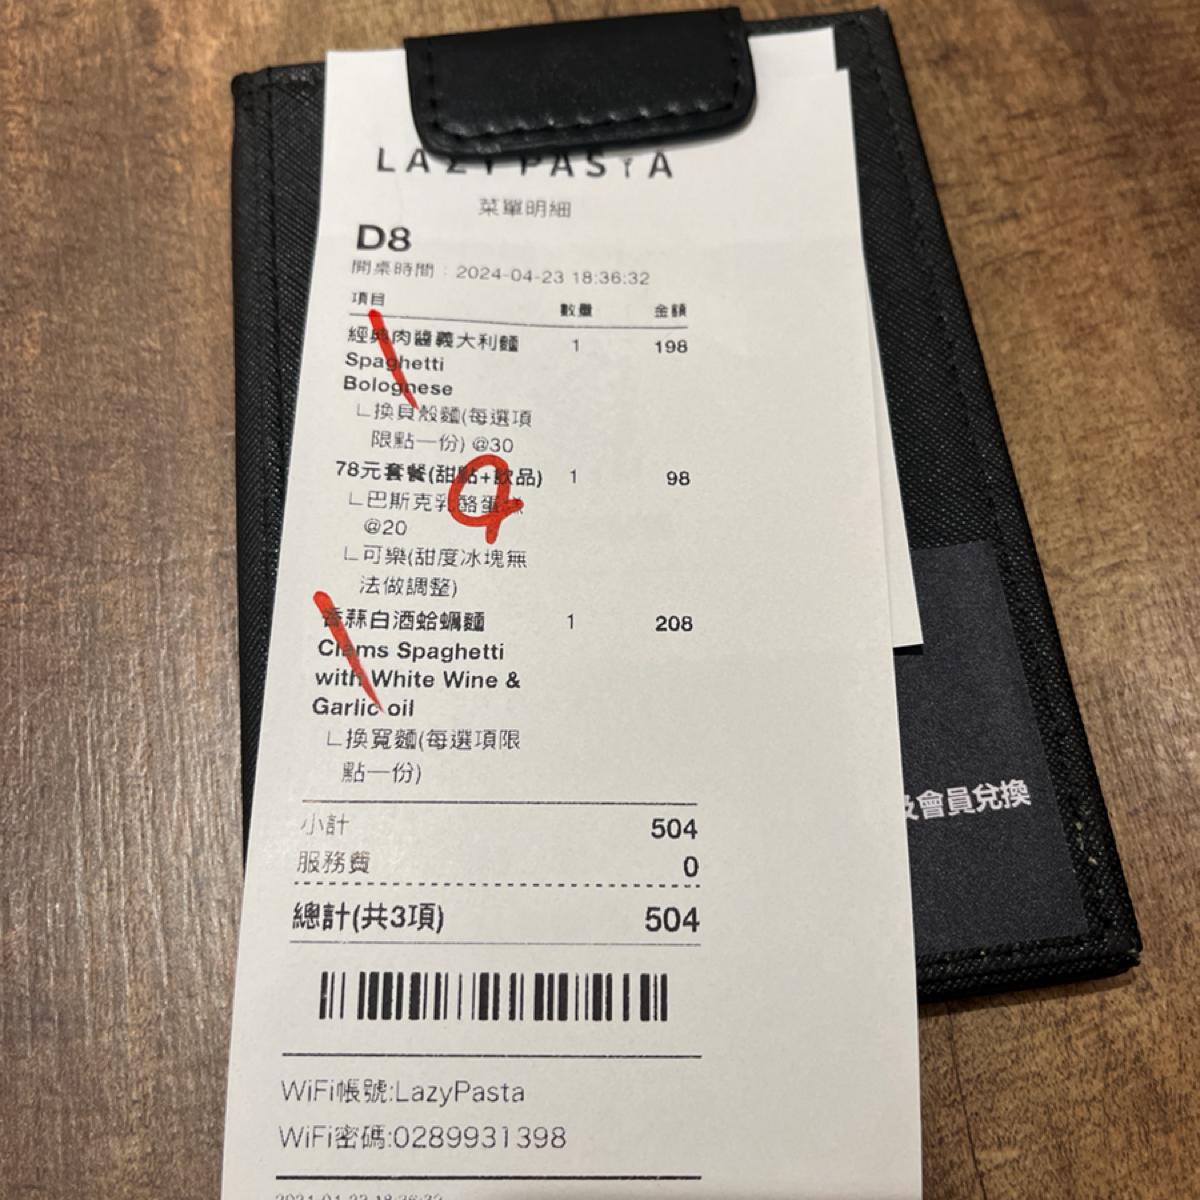 LAZY PASTA
菜單明細
D8
開桌時間：2024-04-23 18:36:32
項目 數量 金額
經典肉醬義大利麵 1 198
Spaghetti
Bolognese
└換貝殼麵(每選項
限點一份) @30
78元套餐(甜點+飲品) 1 98
└巴斯克乳酪蛋糕
@20
└可樂(甜度冰塊無
法做調整)
香蒜白酒蛤蠣麵 1 208
Clams Spaghetti
with White Wine &
Garlic oil
└換寬麵(每選項限
點一份)
小計 504
服務費 0
總計(共3項) 504
WiFi帳號:LazyPasta
WiFi密碼:0289931398
及會員兌換